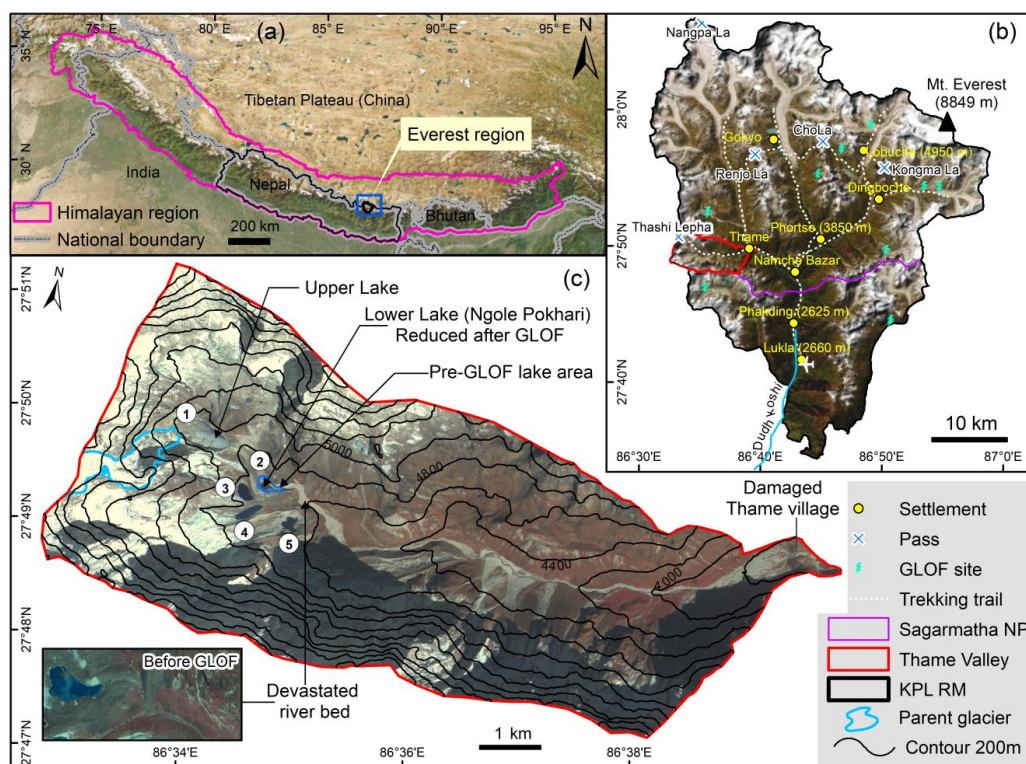 75° E
80° E
85° E
90° E
95° E
(a)
N
35° N
30° N
Tibetan Plateau (China)
Everest region
India
Nepal
Bhutan
Himalayan region
National boundary
200 km
(b)
N
Nangpa La
Mt. Everest
(8849 m)
28°0'N
Gokyo
ChoLa
Lobuche (4950 m)
Renjo La
Kongma La
Dingboche
Thashi Lepha
Phortse (3850 m)
27°50'N
Thame
Namche Bazar
Phakding (2625 m)
Lukla (2660 m)
27°40'N
Dudh Koshi
10 km
86°30'E
86°40'E
86°50'E
87°0'E
(c)
N
27°51'N
Upper Lake
Lower Lake (Ngole Pokhari)
Reduced after GLOF
Pre-GLOF lake area
27°50'N
1
2
3
4
5
5000
4800
4400
4000
27°49'N
Damaged
Thame village
27°48'N
Before GLOF
Devastated
river bed
27°47'N
1 km
86°34'E
86°36'E
86°38'E
Settlement
Pass
GLOF site
Trekking trail
Sagarmatha NP
Thame Valley
KPL RM
Parent glacier
Contour 200m